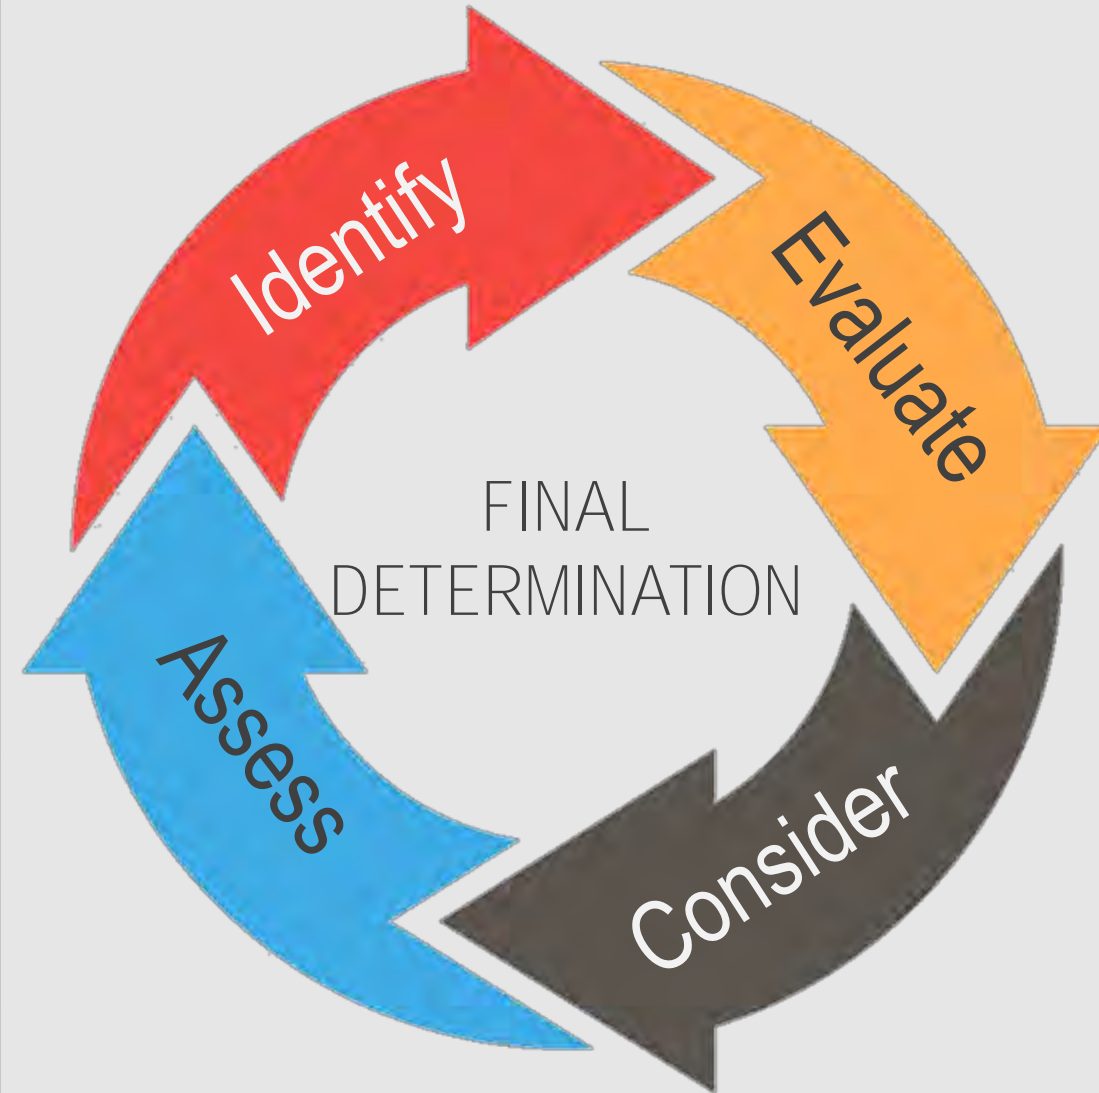 Identify
Evaluate
FINAL
DETERMINATION
Assess
Consider